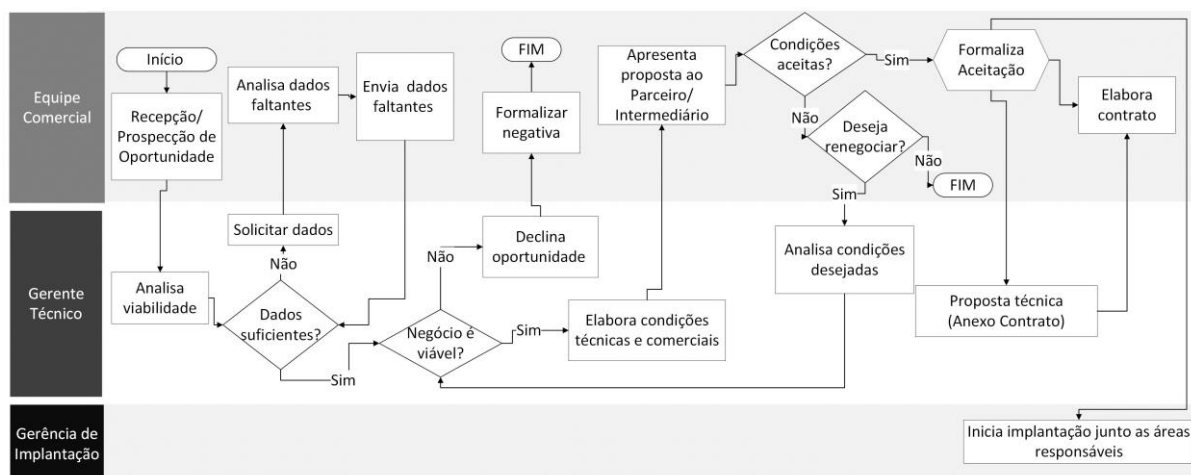 Equipe
Comercial
Início
Recepção/
Prospecção de
Oportunidade
Analisa dados
faltantes
Envia dados
faltantes
FIM
Formalizar
negativa
Apresenta
proposta ao
Parceiro/
Intermediário
Condições
aceitas?
Sim
Não
Deseja
renegociar?
Não
FIM
Sim
Formaliza
Aceitação
Elabora
contrato
Gerente
Técnico
Analisa
viabilidade
Solicitar dados
Não
Dados
suficientes?
Sim
Não
Declina
oportunidade
Negócio é
viável?
Sim
Elabora condições
técnicas e comerciais
Analisa condições
desejadas
Proposta técnica
(Anexo Contrato)
Gerência de
Implantação
Inicia implantação junto as áreas
responsáveis